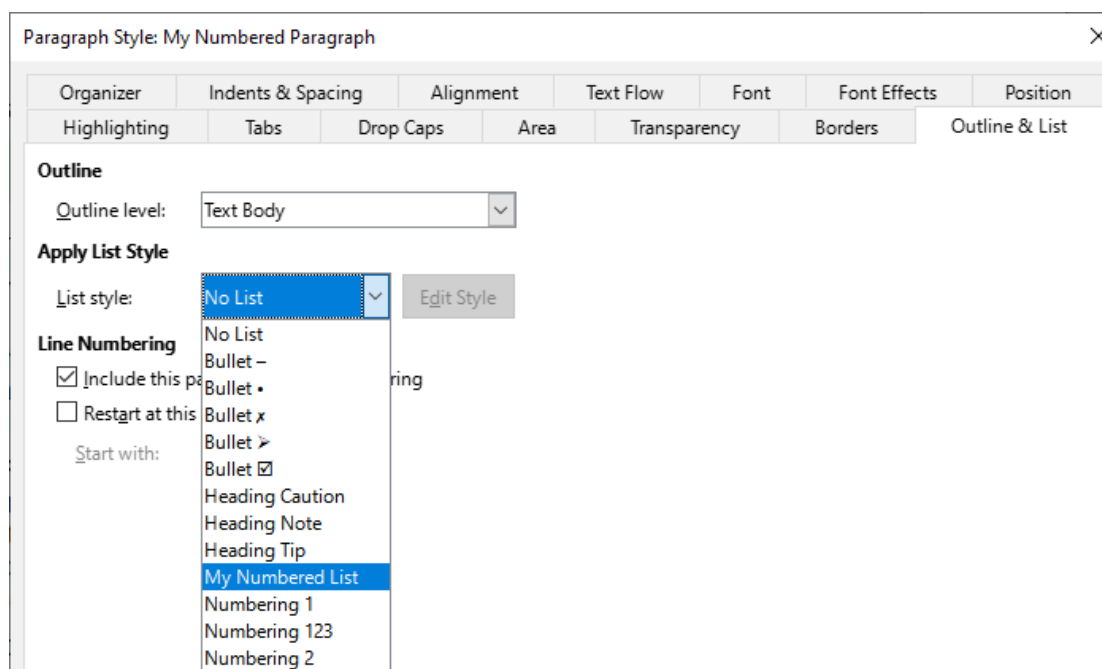 Paragraph Style: My Numbered Paragraph
Organizer Indents & Spacing Alignment Text Flow Font Font Effects Position
Highlighting Tabs Drop Caps Area Transparency Borders Outline & List
Outline
Outline level: Text Body
Apply List Style
List style: No List Edit Style
No List
Line Numbering
Bullet –
Include this pa ring
Bullet •
Restart at this
Bullet ✗
Bullet ➢
Start with:
Bullet ☑
Heading Caution
Heading Note
Heading Tip
My Numbered List
Numbering 1
Numbering 123
Numbering 2